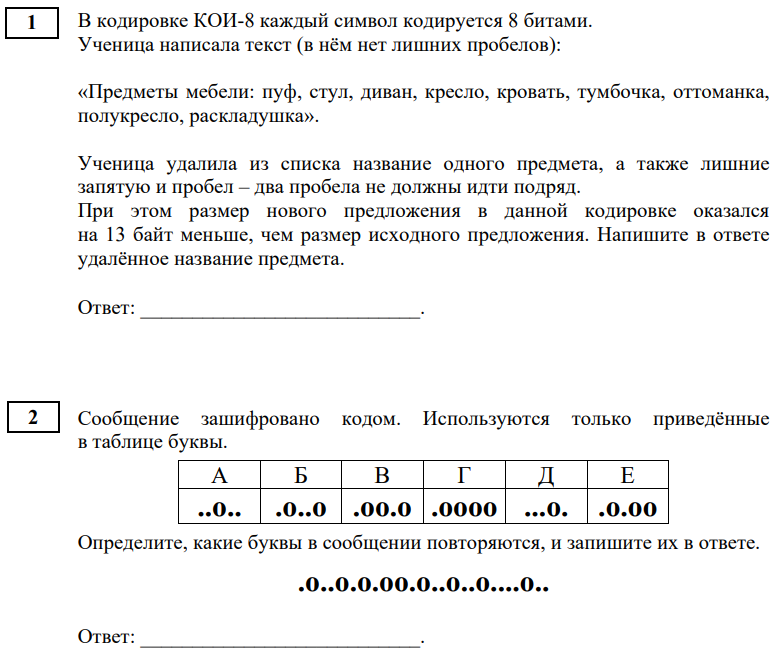 1
В кодировке КОИ-8 каждый символ кодируется 8 битами.
Ученица написала текст (в нём нет лишних пробелов):
«Предметы мебели: пуф, стул, диван, кресло, кровать, тумбочка, оттоманка,
полукресло, раскладушка».
Ученица удалила из списка название одного предмета, а также лишние
запятую и пробел – два пробела не должны идти подряд.
При этом размер нового предложения в данной кодировке оказался
на 13 байт меньше, чем размер исходного предложения. Напишите в ответе
удалённое название предмета.
Ответ: ____________________________.
2
Сообщение зашифровано кодом. Используются только приведённые
в таблице буквы.
А Б В Г Д Е
..0.. .0..0 .00.0 .0000 ...0. .0.00
Определите, какие буквы в сообщении повторяются, и запишите их в ответе.
.0..0.0.00.0..0..0....0..
Ответ: ____________________________.